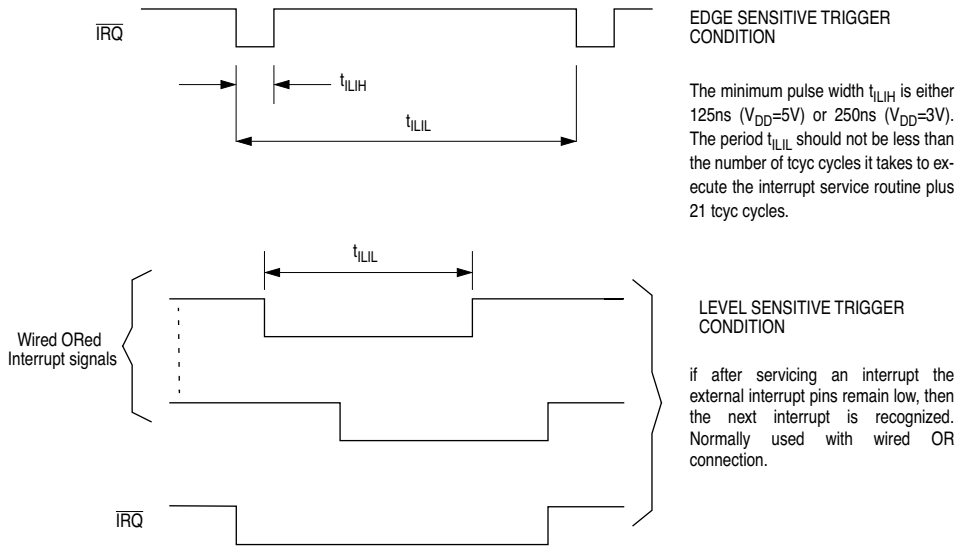 IRQ
EDGE SENSITIVE TRIGGER
CONDITION
tILIH
tILIL
The minimum pulse width tILIH is either
125ns (VDD=5V) or 250ns (VDD=3V).
The period tILIL should not be less than
the number of tcyc cycles it takes to ex-
ecute the interrupt service routine plus
21 tcyc cycles.
tILIL
Wired ORed
Interrupt signals
LEVEL SENSITIVE TRIGGER
CONDITION
if after servicing an interrupt the
external interrupt pins remain low, then
the next interrupt is recognized.
Normally used with wired OR
connection.
IRQ